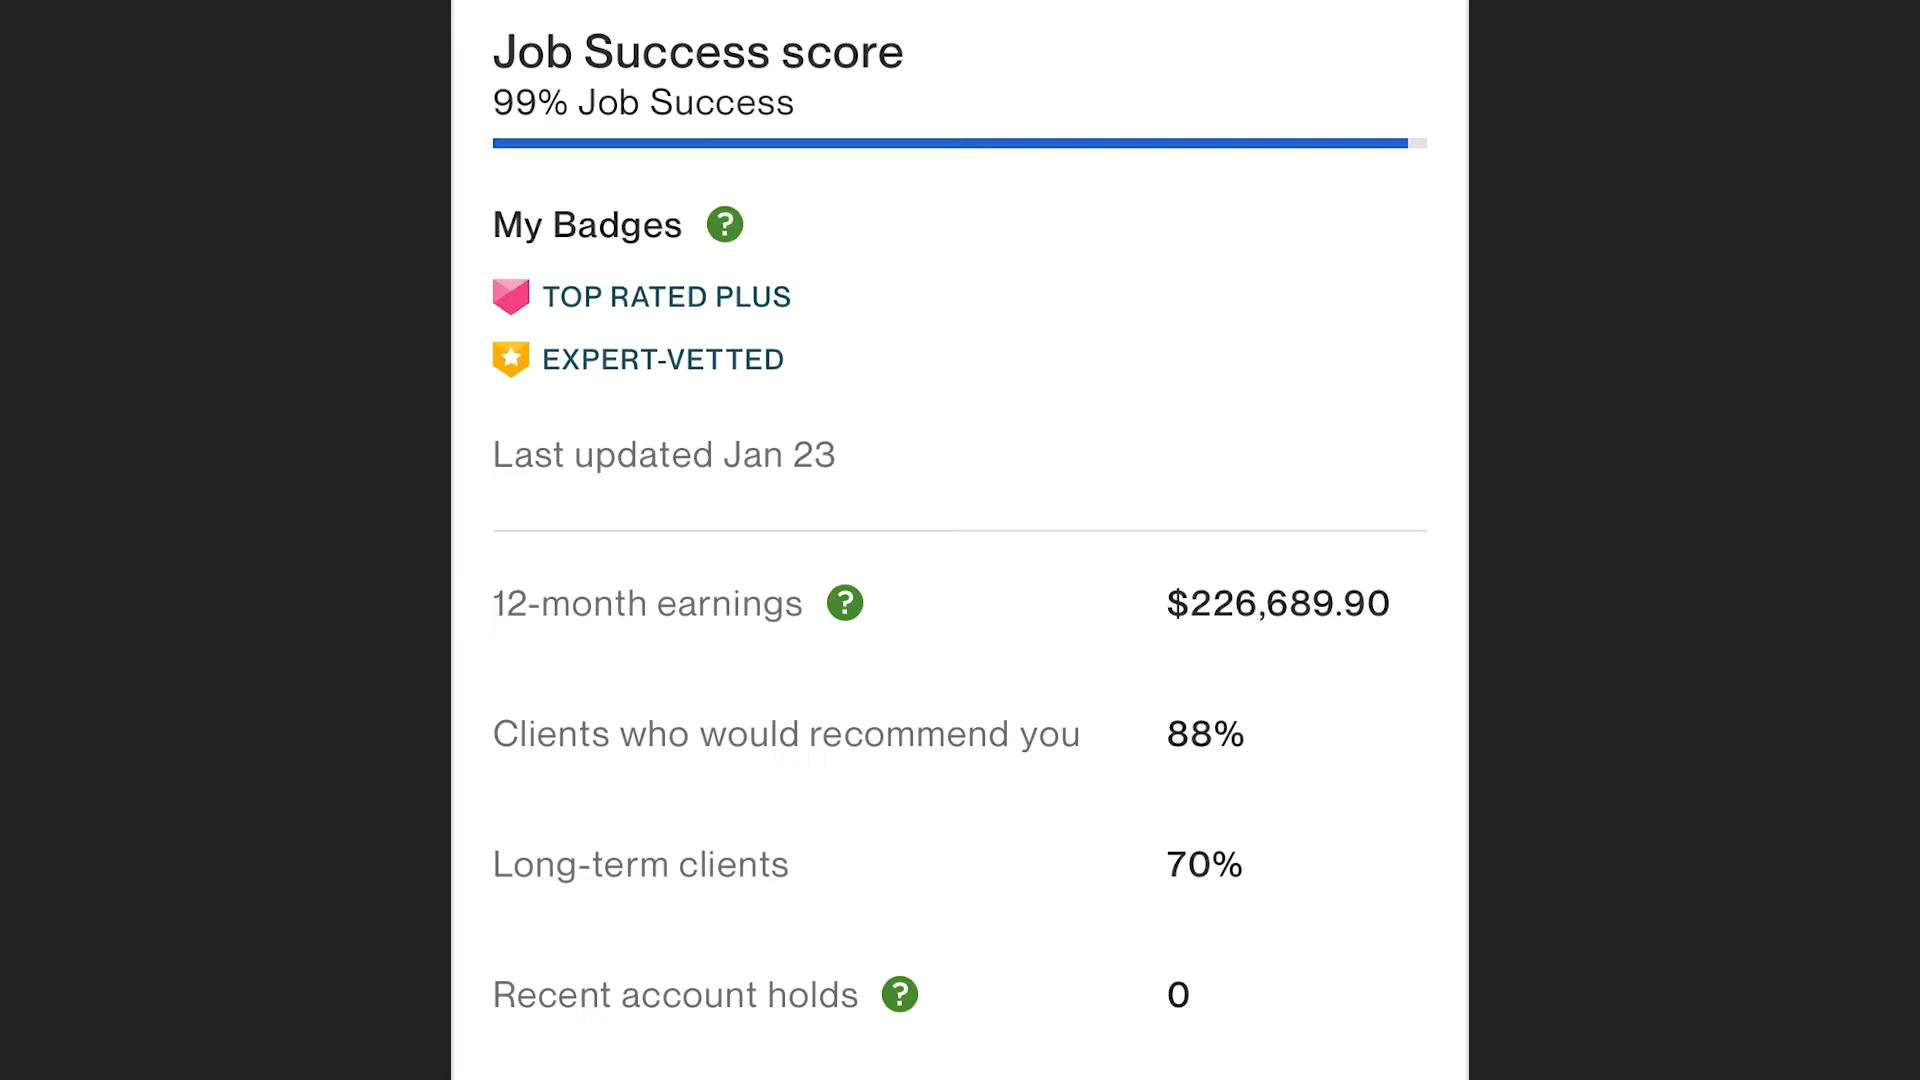 Job Success score
99% Job Success
My Badges ?
TOP RATED PLUS
EXPERT-VETTED
Last updated Jan 23
12-month earnings ? $226,689.90
Clients who would recommend you 88%
Long-term clients 70%
Recent account holds ? 0